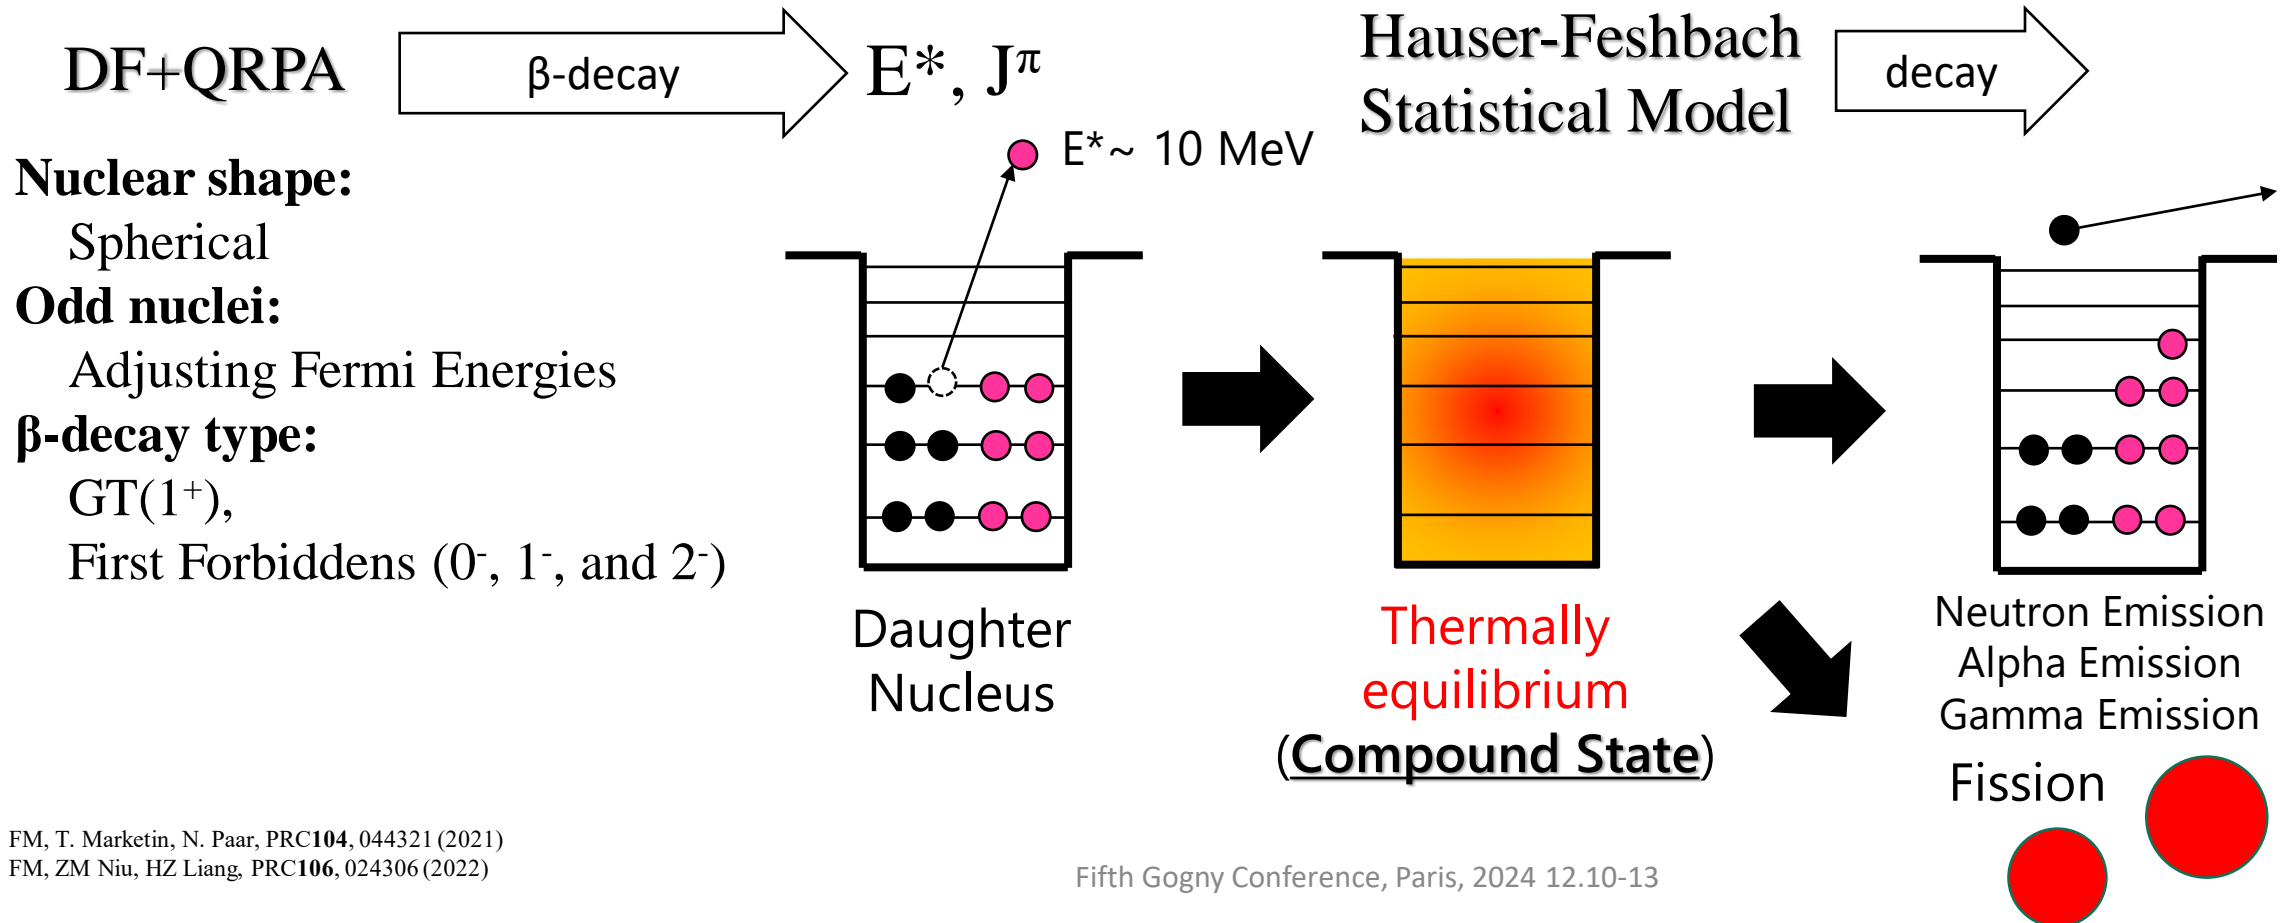 DF+QRPA
β-decay
E*, Jπ
E*~ 10 MeV
Hauser-Feshbach
Statistical Model
decay
Nuclear shape:
Spherical
Odd nuclei:
Adjusting Fermi Energies
β-decay type:
GT(1+),
First Forbiddens (0-, 1-, and 2-)
Daughter
Nucleus
Thermally
equilibrium
(Compound State)
Neutron Emission
Alpha Emission
Gamma Emission
Fission
FM, T. Marketin, N. Paar, PRC104, 044321 (2021)
FM, ZM Niu, HZ Liang, PRC106, 024306 (2022)
Fifth Gogny Conference, Paris, 2024 12.10-13